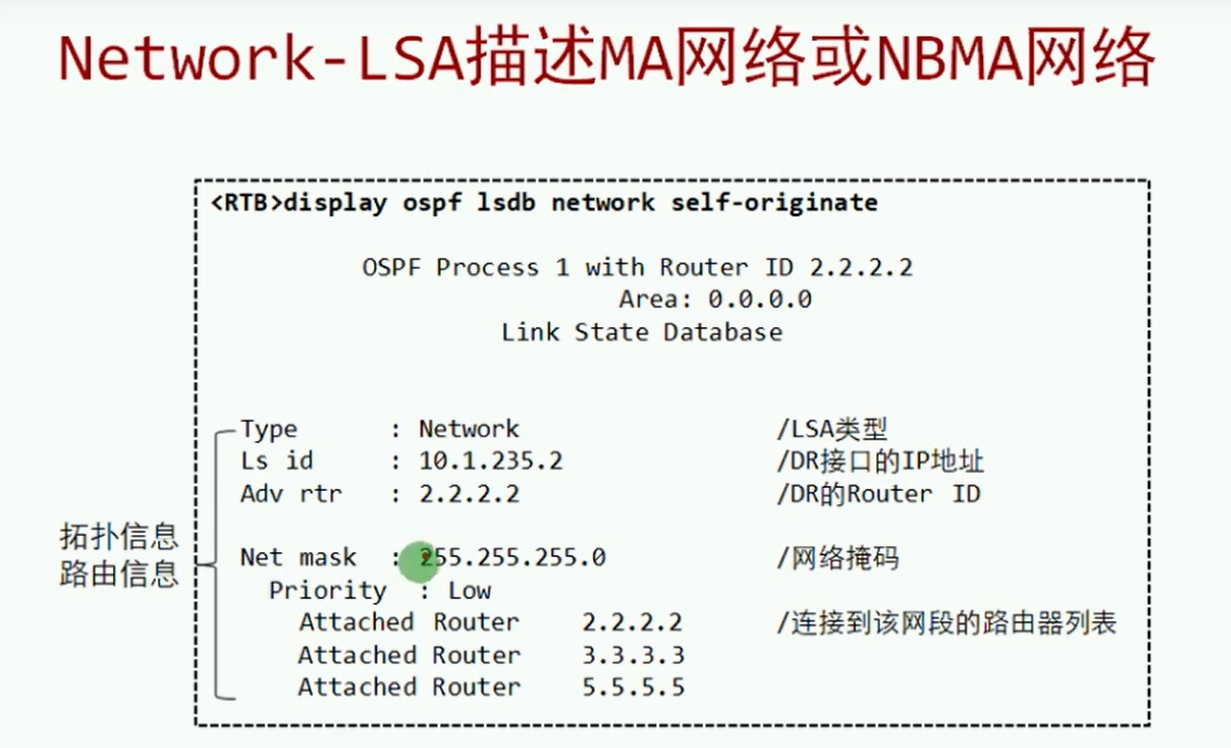 Network-LSA描述MA网络或NBMA网络
<RTB>display ospf lsdb network self-originate
OSPF Process 1 with Router ID 2.2.2.2
Area: 0.0.0.0
Link State Database
Type : Network /LSA类型
Ls id : 10.1.235.2 /DR接口的IP地址
Adv rtr : 2.2.2.2 /DR的Router ID
拓扑信息
路由信息
Net mask : 255.255.255.0 /网络掩码
Priority : Low
Attached Router 2.2.2.2 /连接到该网段的路由器列表
Attached Router 3.3.3.3
Attached Router 5.5.5.5